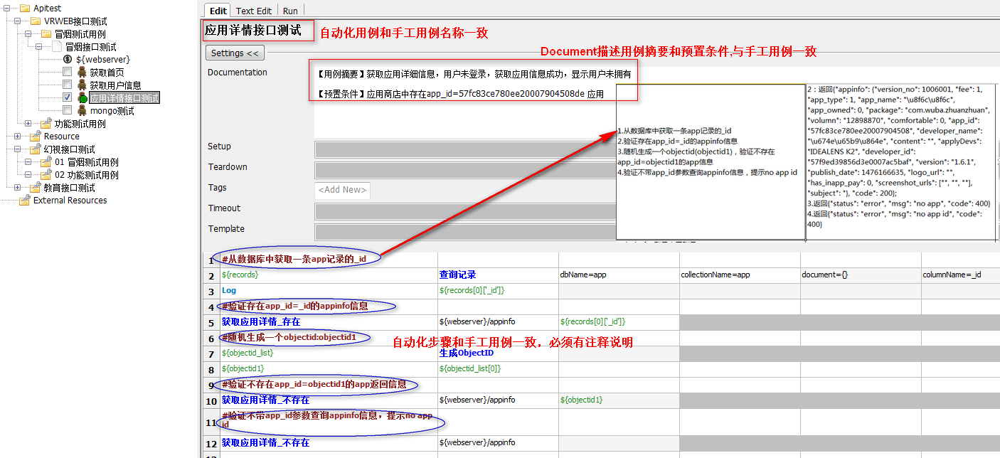 Apitest
VRWEB接口测试
冒烟测试用例
冒烟接口测试
${webserver}
获取首页
获取用户信息
应用详情接口测试
mongo测试
功能测试用例
Resource
幻视接口测试
01 冒烟测试用例
02 功能测试用例
教育接口测试
External Resources
Edit Text Edit Run
应用详情接口测试
自动化用例和手工用例名称一致
Settings <<
Document描述用例摘要和预置条件,与手工用例一致
Documentation
【用例摘要】获取应用详细信息，用户未登录，获取应用信息成功，显示用户未拥有
【预置条件】应用商店中存在app_id=57fc83ce780ee20007904508de 应用
1.从数据库中获取一条app记录的_id
2.验证存在app_id=_id的appinfo信息
3.随机生成一个objectid(objectid1)，验证不存在
app_id=objectid1的app信息
4.验证不带app_id参数查询appinfo信息，提示no app id
2：返回{"appinfo": {"version_no": 1006001, "fee": 1,
"app_type": 1, "app_name": "\u8f6c\u8f6c",
"app_owned": 0, "package": "com.wuba.zhuanzhuan",
"volumn": "12898870", "comfortable": 0, "app_id":
"57fc83ce780ee20007904508", "developer_name":
"\u674e\u65b9\u864e", "content": "", "applyDevs":
"IDEALENS K2", "developer_id":
"57f9ed39856d3e0007ac5baf", "version": "1.6.1",
"publish_date": 1476166635, "logo_url": "",
"has_inapp_pay": 0, "screenshot_urls": ["", "", ""],
"subject": "}, "code": 200};
3.返回{"status": "error", "msg": "no app", "code": 400}
4.返回{"status": "error", "msg": "no app id", "code":
400}
Setup
Teardown
Tags
<Add New>
Timeout
Template
1 #从数据库中获取一条app记录的_id
2 ${records} 查询记录 dbName=app collectionName=app document={} columnName=_id
3 Log ${records[0]['_id']}
4 #验证存在app_id=_id的appinfo信息
5 获取应用详情_存在 ${webserver}/appinfo ${records[0]['_id']}
6 #随机生成一个objectid:objectid1
自动化步骤和手工用例一致，必须有注释说明
7 ${objectid_list} 生成ObjectID
8 ${objectid1} ${objectid_list[0]}
9 #验证不存在app_id=objectid1的app返回信息
10 获取应用详情_不存在 ${webserver}/appinfo ${objectid1}
11 #验证不带app_id参数查询appinfo信息，提示no app
id
12 获取应用详情_不存在 ${webserver}/appinfo